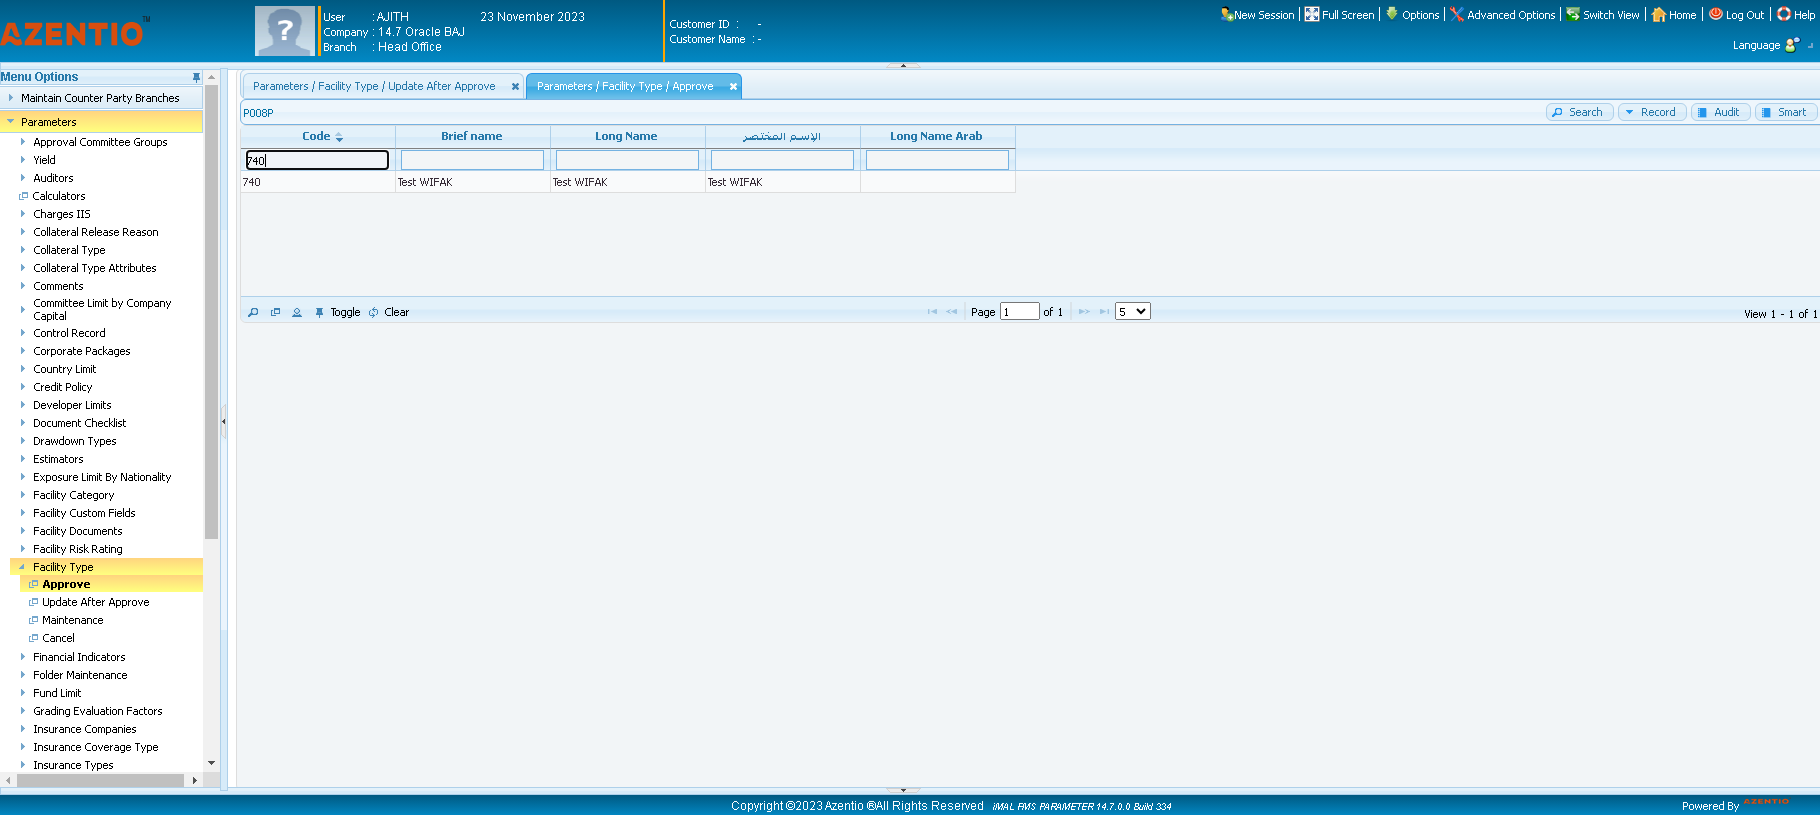 AZENTIO™
User : AJITH 23 November 2023
Company : 14.7 Oracle BAJ
Branch : Head Office
Customer ID : -
Customer Name : -
New Session Full Screen Options Advanced Options Switch View Home Log Out Help
Language
Menu Options
Maintain Counter Party Branches
Parameters
Approval Committee Groups
Yield
Auditors
Calculators
Charges IIS
Collateral Release Reason
Collateral Type
Collateral Type Attributes
Comments
Committee Limit by Company
Capital
Control Record
Corporate Packages
Country Limit
Credit Policy
Developer Limits
Document Checklist
Drawdown Types
Estimators
Exposure Limit By Nationality
Facility Category
Facility Custom Fields
Facility Documents
Facility Risk Rating
Facility Type
Approve
Update After Approve
Maintenance
Cancel
Financial Indicators
Folder Maintenance
Fund Limit
Grading Evaluation Factors
Insurance Companies
Insurance Coverage Type
Insurance Types
Parameters / Facility Type / Update After Approve
Parameters / Facility Type / Approve
P008P
Search Record Audit Smart
Code Brief name Long Name الإسم المختصر Long Name Arab
740
740 Test WIFAK Test WIFAK Test WIFAK
Toggle Clear
Page 1 of 1 5
View 1 - 1 of 1
Copyright ©2023 Azentio ®All Rights Reserved iMAL PMS PARAMETER 14.7.0.0 Build 334
Powered By AZENTIO